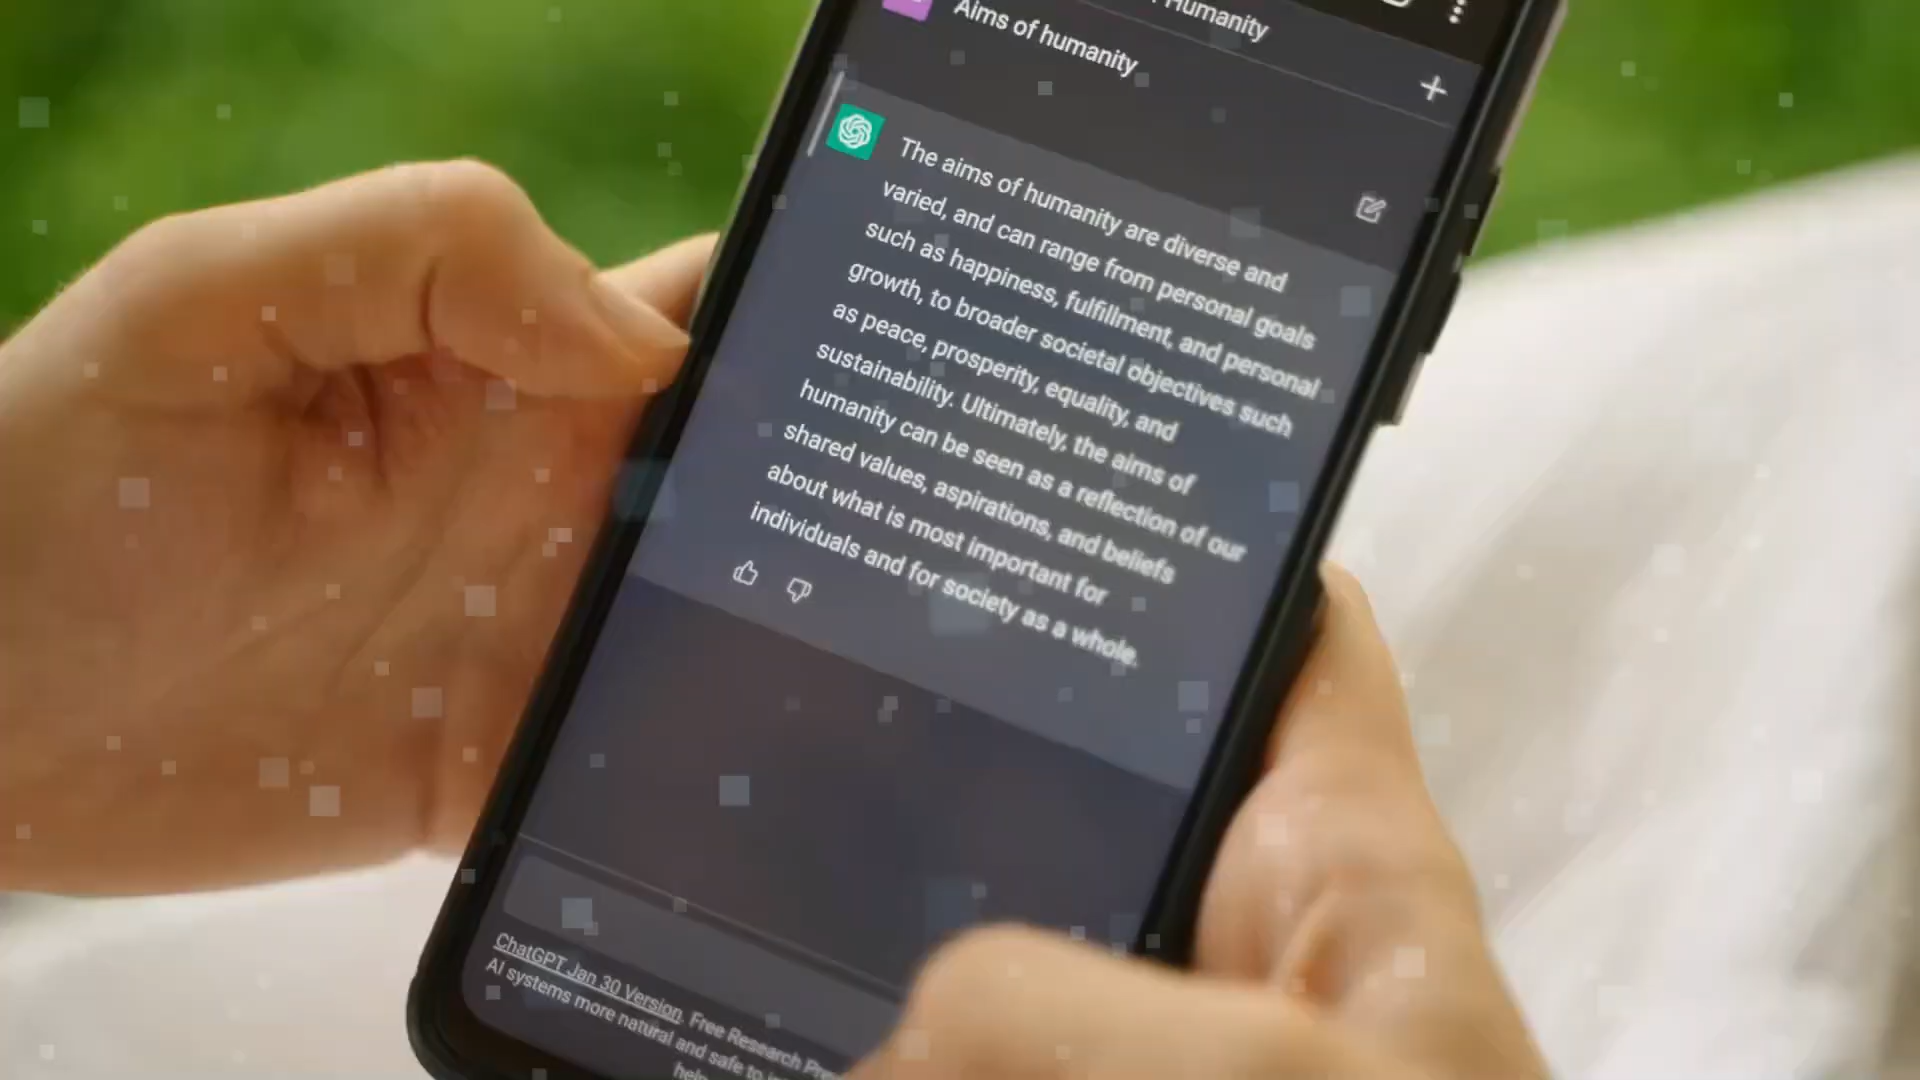 Humanity
Aims of humanity
The aims of humanity are diverse and
varied, and can range from personal goals
such as happiness, fulfillment, and personal
growth, to broader societal objectives such
as peace, prosperity, equality, and
sustainability. Ultimately, the aims of
humanity can be seen as a reflection of our
shared values, aspirations, and beliefs
about what is most important for
individuals and for society as a whole.
ChatGPT Jan 30 Version. Free Research
AI systems more natural and safe to